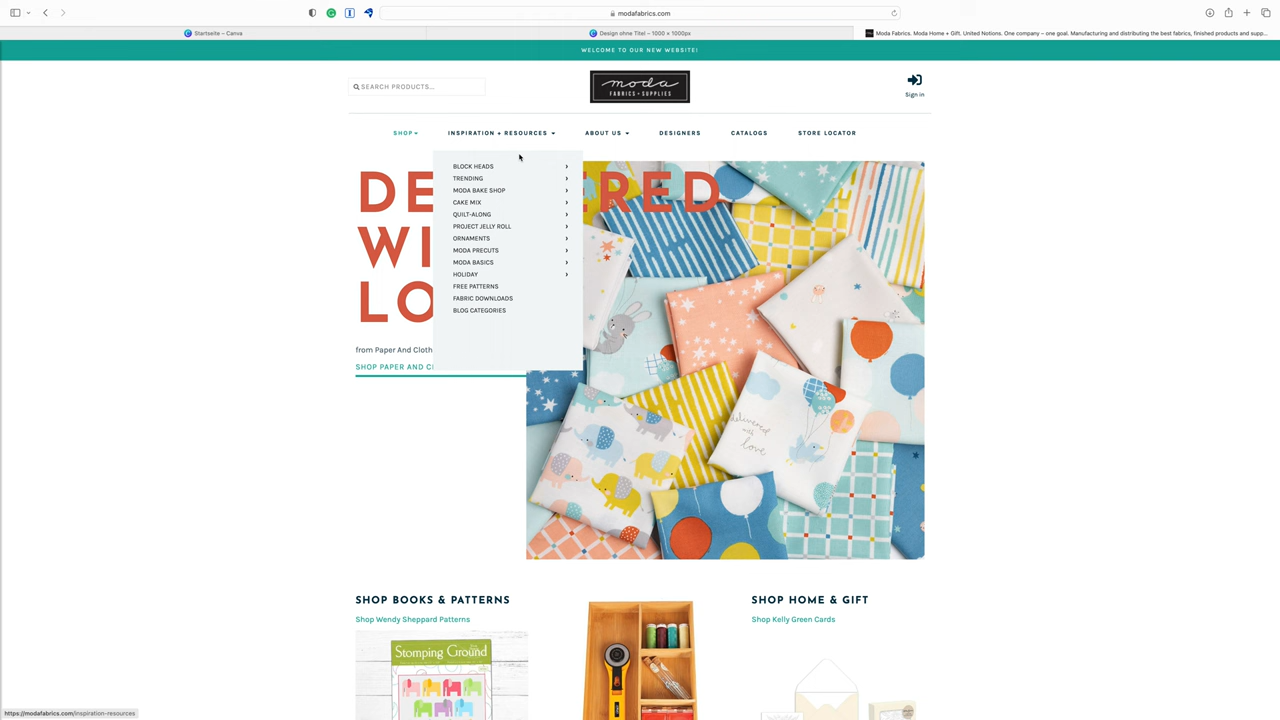 modafabrics.com
Startseite – Canva
Design ohne Titel – 1000 × 1000px
Moda Fabrics. Moda Home + Gift. United Notions. One company – one goal. Manufacturing and distributing the best fabrics, finished products and supp...
WELCOME TO OUR NEW WEBSITE!
SEARCH PRODUCTS...
moda
FABRICS + SUPPLIES
Sign in
SHOP
INSPIRATION + RESOURCES
ABOUT US
DESIGNERS
CATALOGS
STORE LOCATOR
BLOCK HEADS
TRENDING
MODA BAKE SHOP
CAKE MIX
QUILT-ALONG
PROJECT JELLY ROLL
ORNAMENTS
MODA PRECUTS
MODA BASICS
HOLIDAY
FREE PATTERNS
FABRIC DOWNLOADS
BLOG CATEGORIES
from Paper And Cloth
SHOP PAPER AND C
delivered
with
love
SHOP BOOKS & PATTERNS
Shop Wendy Sheppard Patterns
Stomping Ground
SHOP HOME & GIFT
Shop Kelly Green Cards
https://modafabrics.com/inspiration-resources